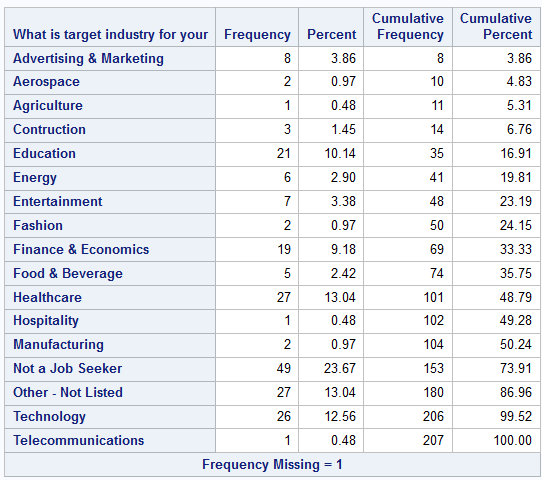 What is target industry for your Frequency Percent Cumulative Frequency Cumulative Percent
Advertising & Marketing 8 3.86 8 3.86
Aerospace 2 0.97 10 4.83
Agriculture 1 0.48 11 5.31
Contruction 3 1.45 14 6.76
Education 21 10.14 35 16.91
Energy 6 2.90 41 19.81
Entertainment 7 3.38 48 23.19
Fashion 2 0.97 50 24.15
Finance & Economics 19 9.18 69 33.33
Food & Beverage 5 2.42 74 35.75
Healthcare 27 13.04 101 48.79
Hospitality 1 0.48 102 49.28
Manufacturing 2 0.97 104 50.24
Not a Job Seeker 49 23.67 153 73.91
Other - Not Listed 27 13.04 180 86.96
Technology 26 12.56 206 99.52
Telecommunications 1 0.48 207 100.00
Frequency Missing = 1